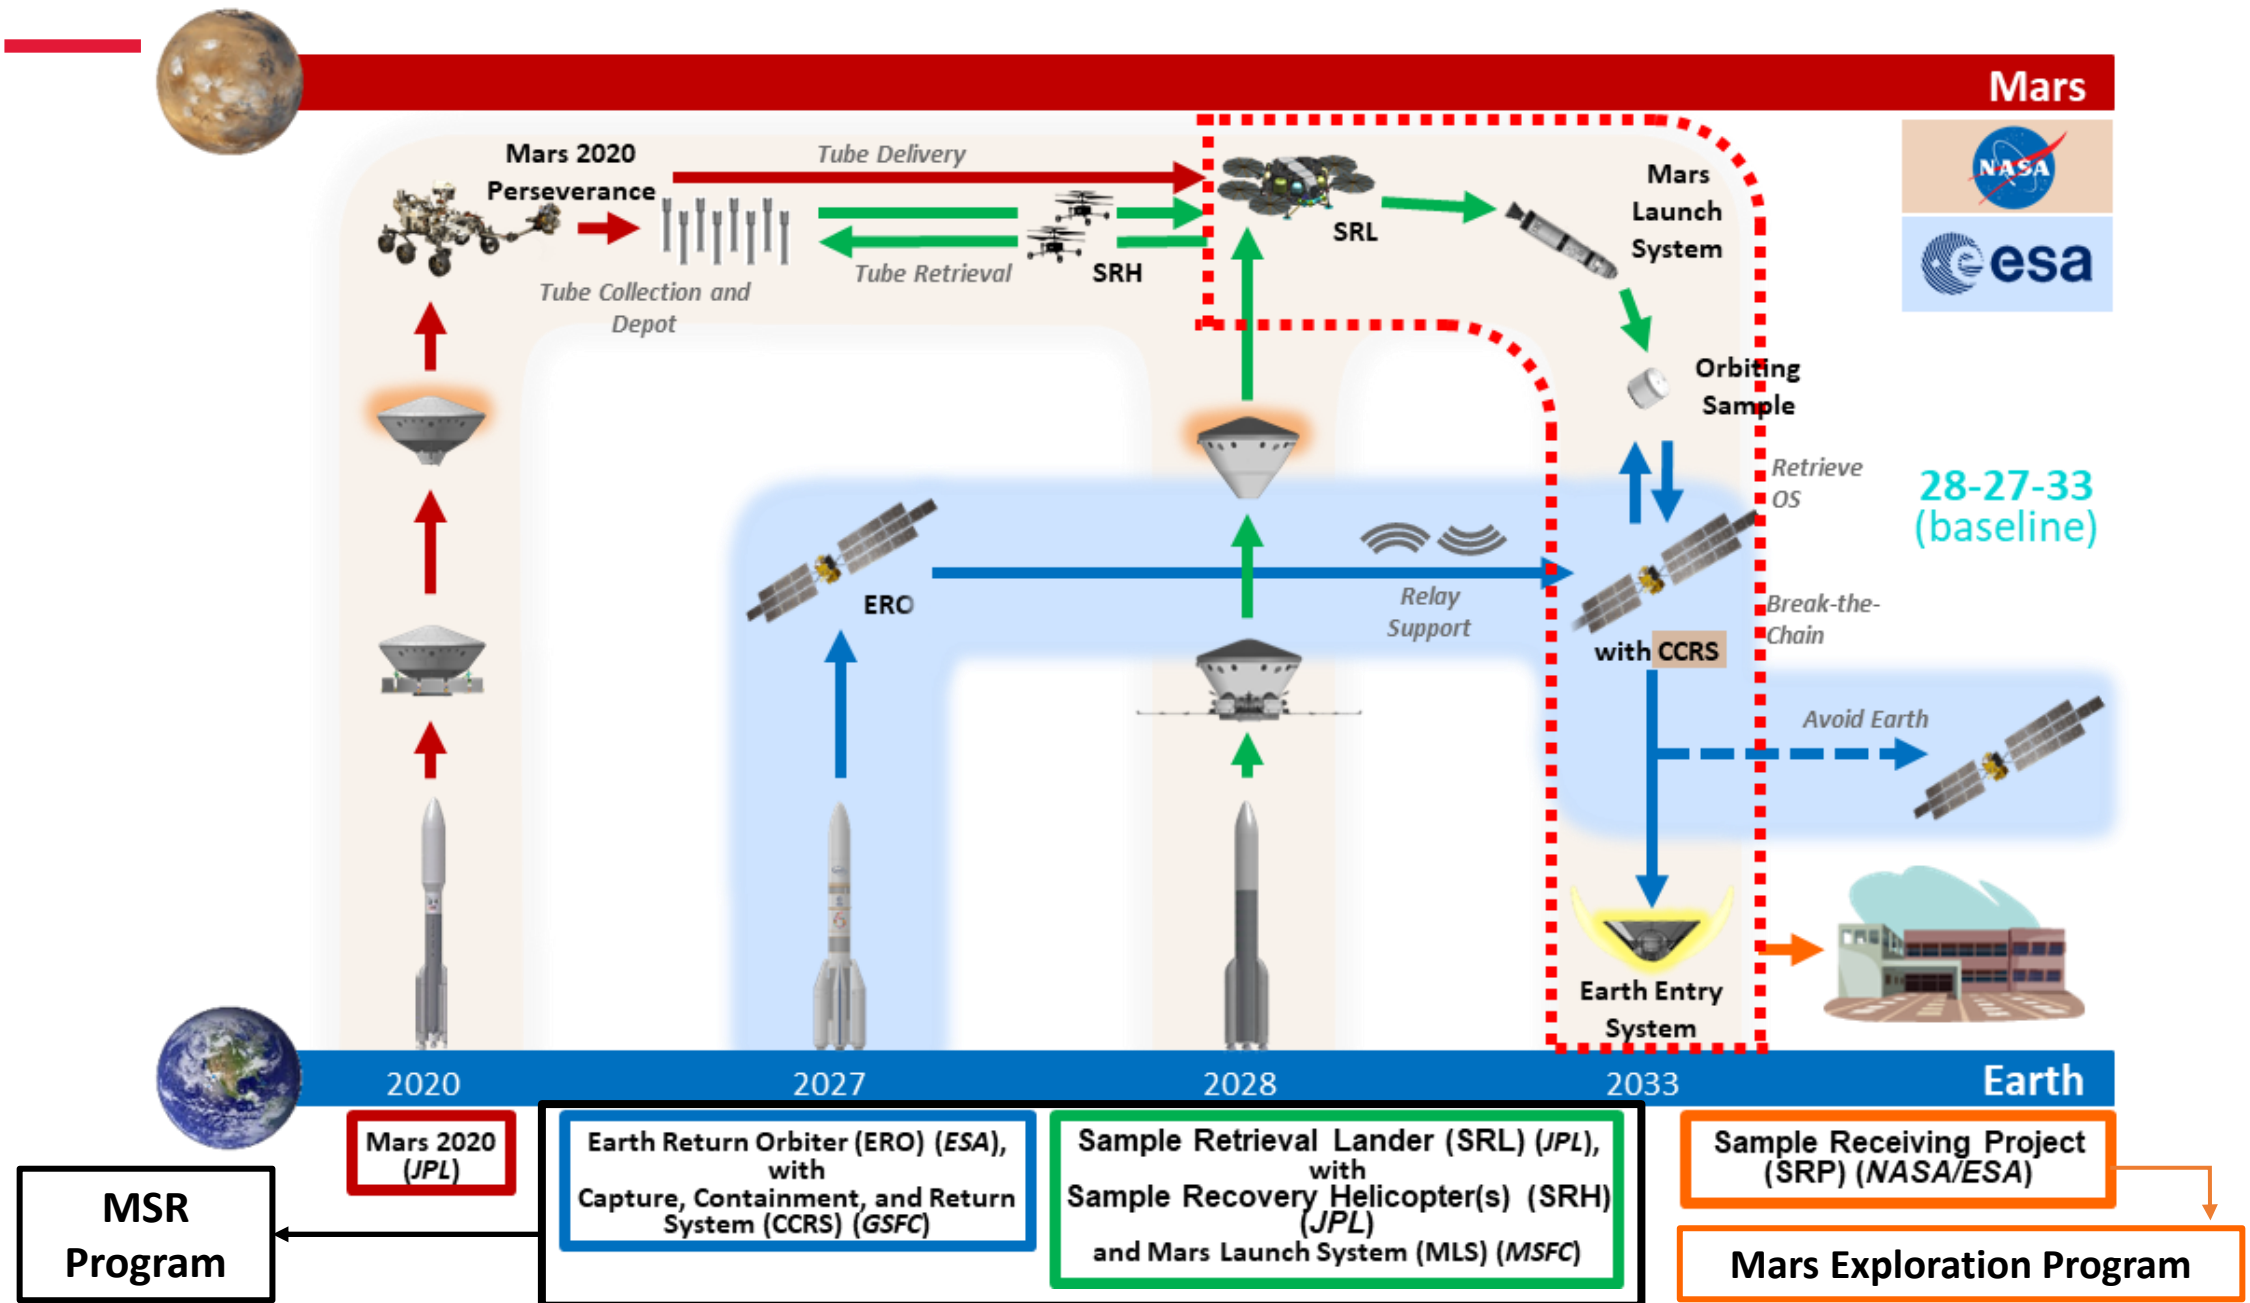 Mars
NASA
esa
Mars 2020
Perseverance
Tube Delivery
Tube Collection and
Depot
Tube Retrieval
SRH
SRL
Mars
Launch
System
Orbiting
Sample
Retrieve
OS
28-27-33
(baseline)
ERO
Relay
Support
with CCRS
Break-the-
Chain
Avoid Earth
Earth Entry
System
2020
2027
2028
2033
Earth
Mars 2020
(JPL)
Earth Return Orbiter (ERO) (ESA),
with
Capture, Containment, and Return
System (CCRS) (GSFC)
Sample Retrieval Lander (SRL) (JPL),
with
Sample Recovery Helicopter(s) (SRH)
(JPL)
and Mars Launch System (MLS) (MSFC)
Sample Receiving Project
(SRP) (NASA/ESA)
MSR
Program
Mars Exploration Program